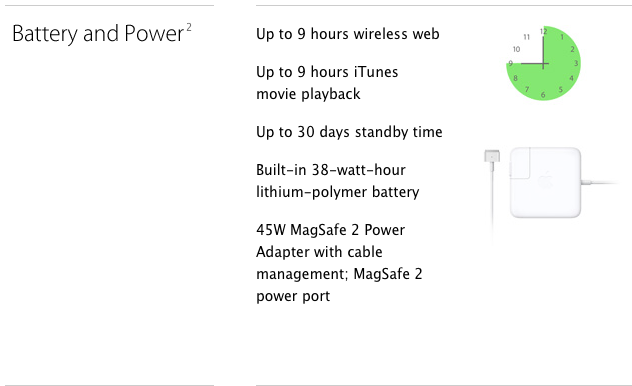 Battery and Power2
Up to 9 hours wireless web
Up to 9 hours iTunes
movie playback
Up to 30 days standby time
Built-in 38-watt-hour
lithium-polymer battery
45W MagSafe 2 Power
Adapter with cable
management; MagSafe 2
power port
12
11 1
10 2
9 3
8 4
7 5
6